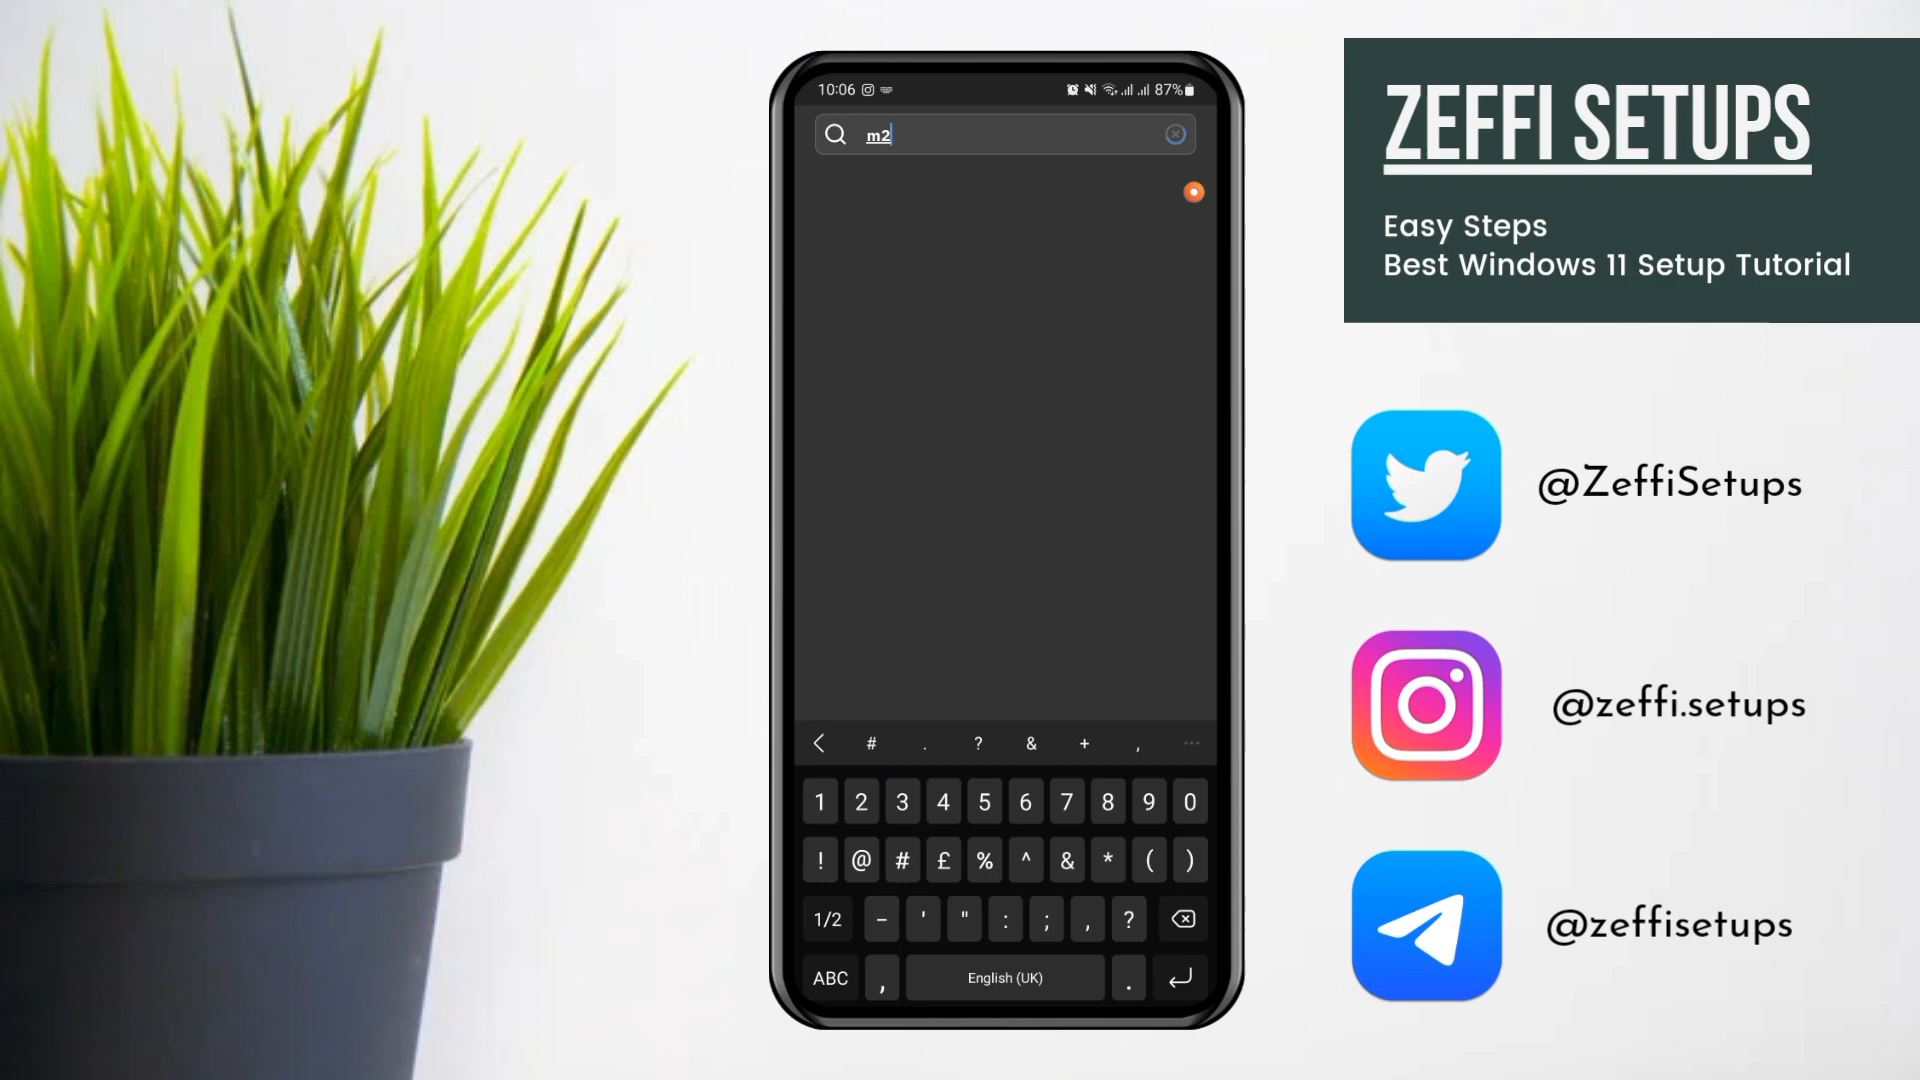 10:06
87%
m2
# . ? & + , ...
1 2 3 4 5 6 7 8 9 0
! @ # £ % ^ & * ( )
1/2 - ' " : ; , ?
ABC , English (UK) .
ZEFFI SETUPS
Easy Steps
Best Windows 11 Setup Tutorial
@ZeffiSetups
@zeffi.setups
@zeffisetups